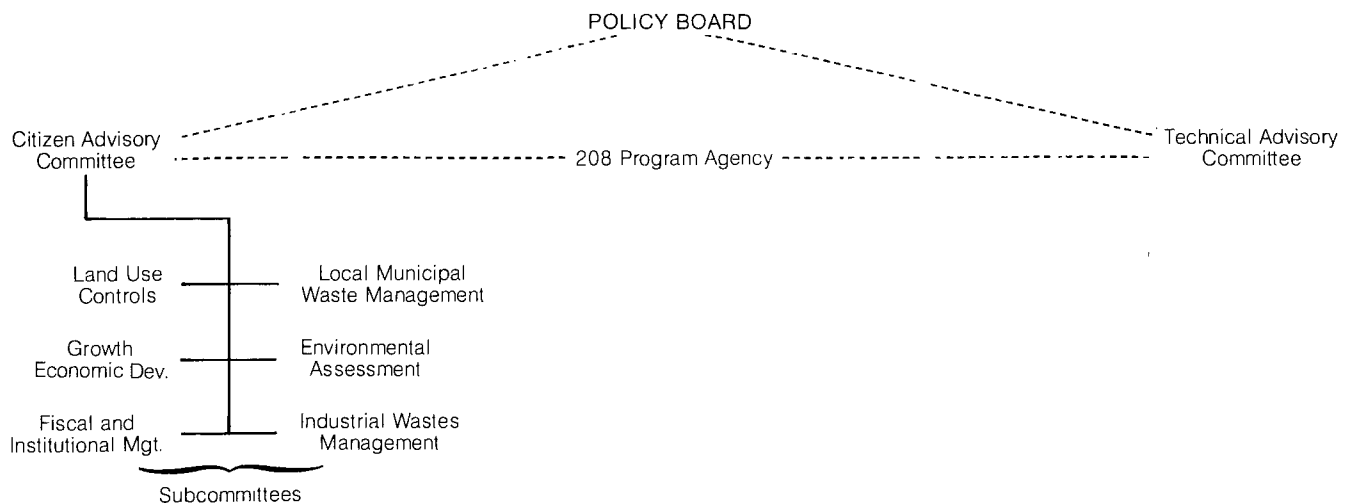 POLICY BOARD
Citizen Advisory
Committee
208 Program Agency
Technical Advisory
Committee
Land Use
Controls
Local Municipal
Waste Management
Growth
Economic Dev.
Environmental
Assessment
Fiscal and
Institutional Mgt.
Industrial Wastes
Management
Subcommittees